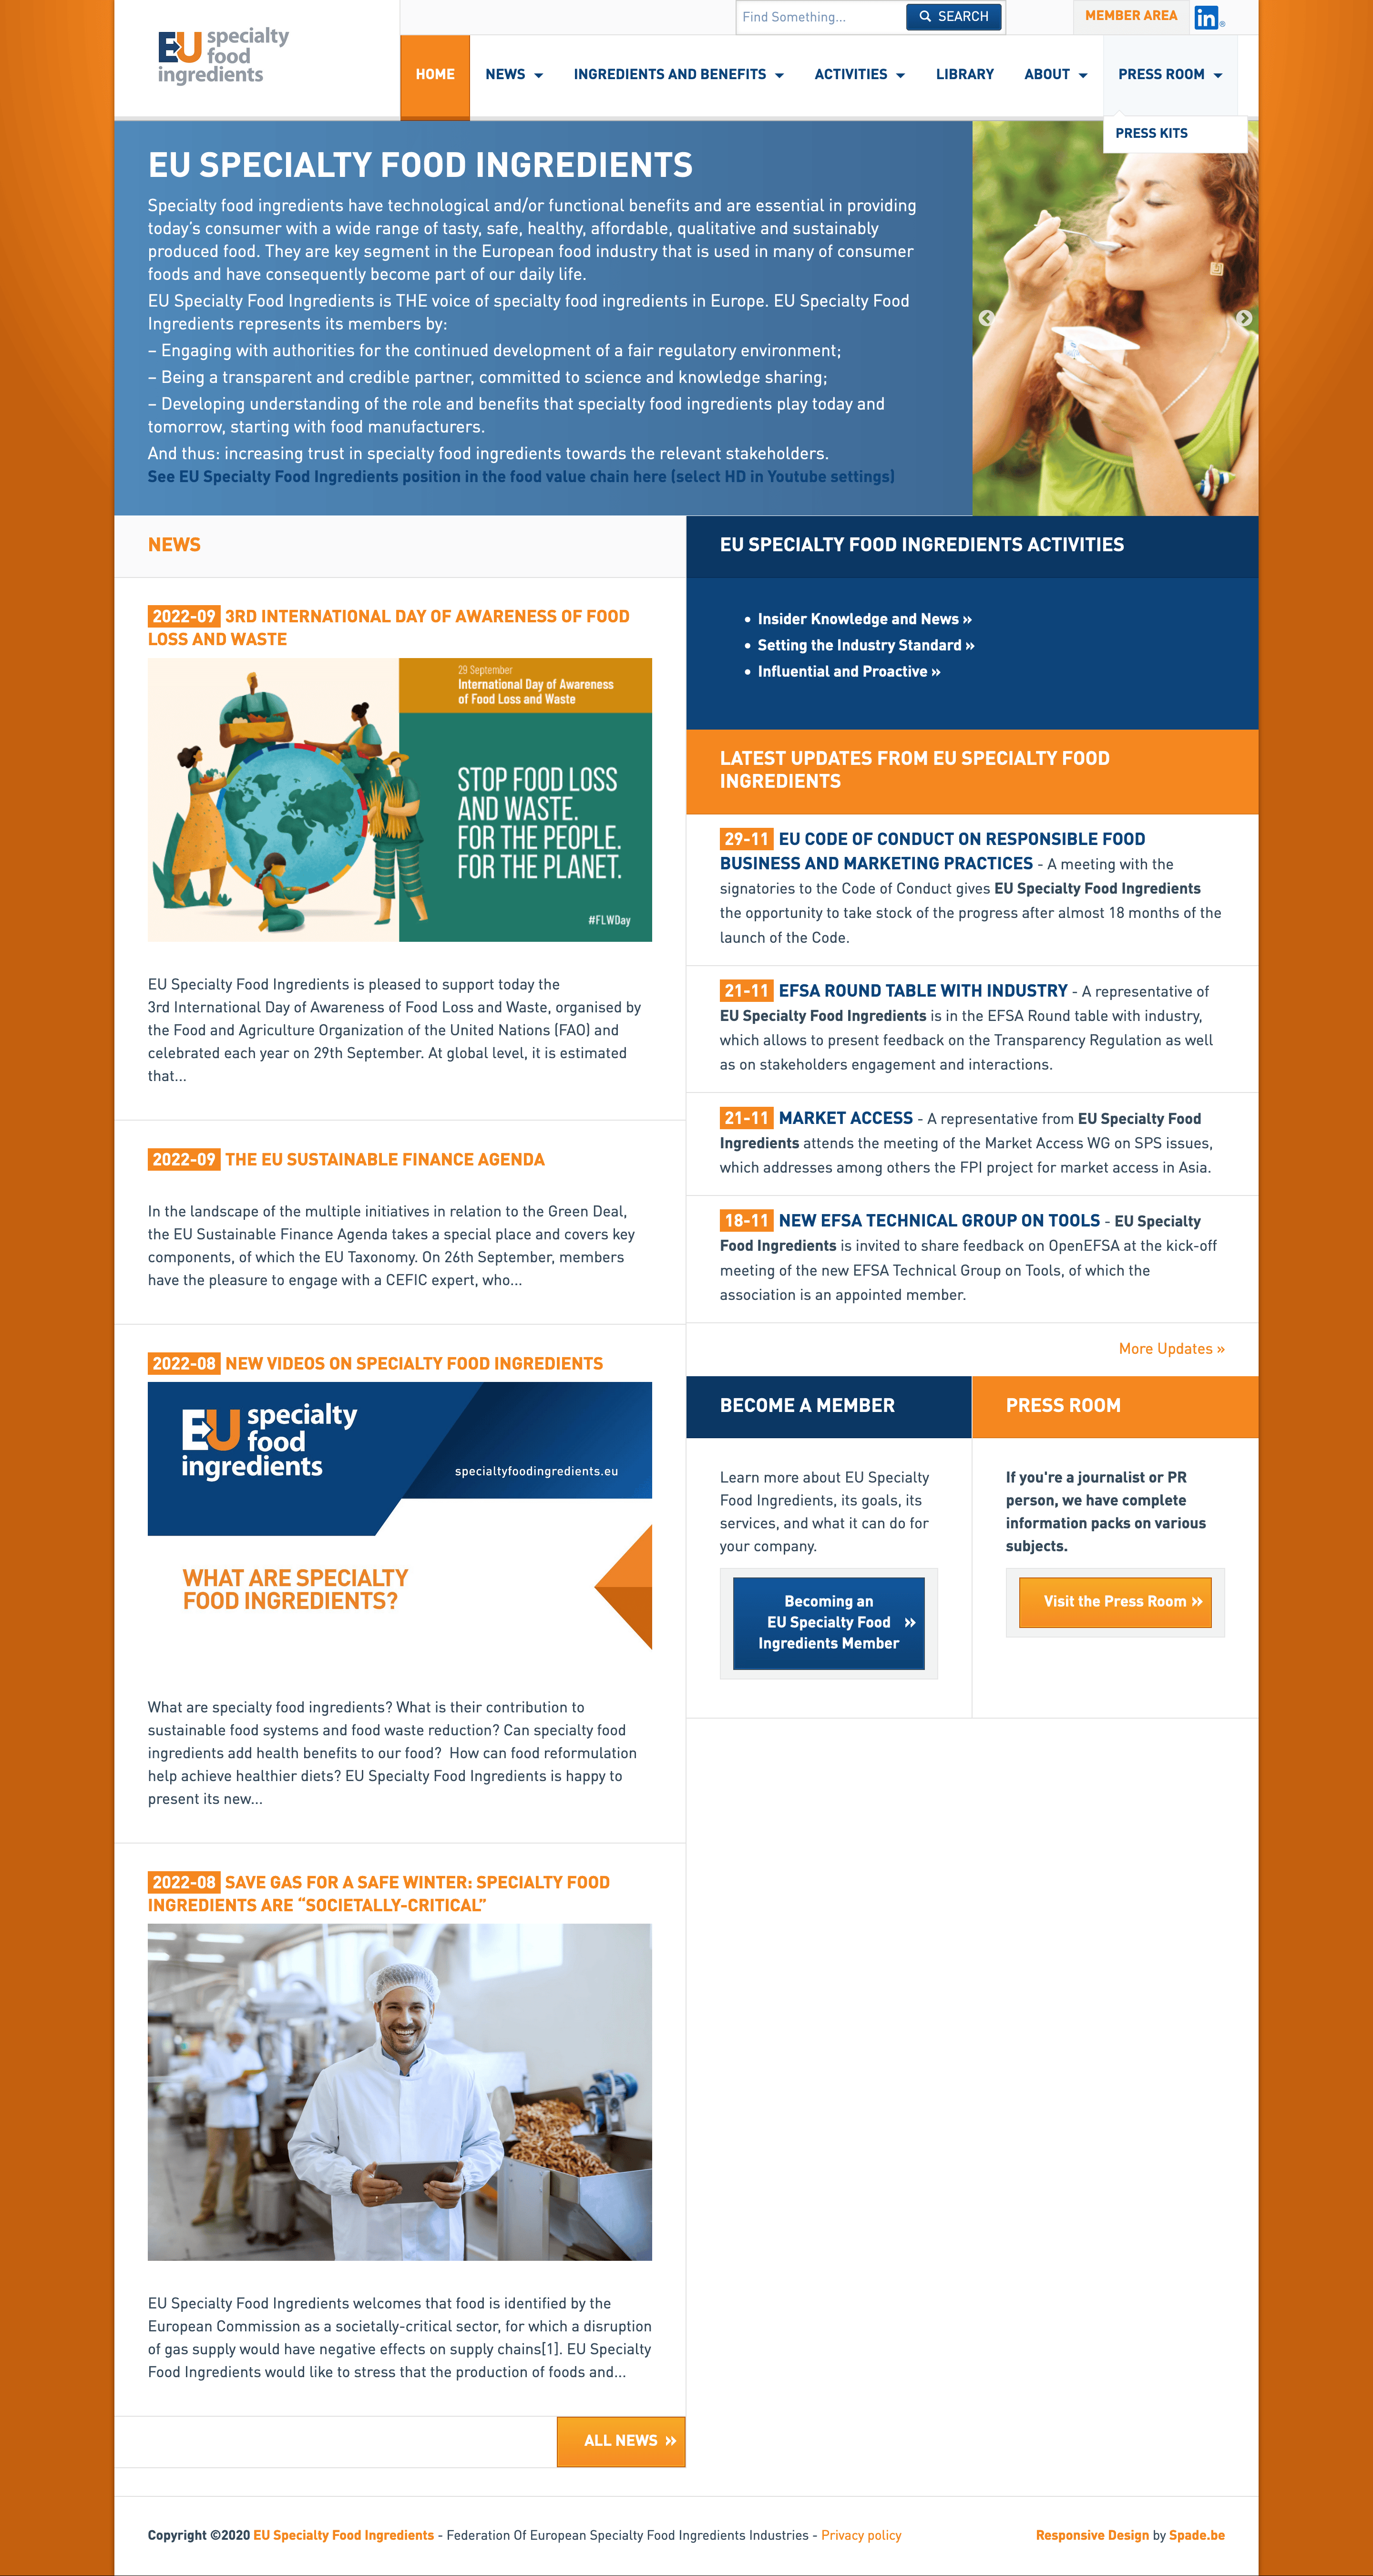 EU specialty
food
ingredients
Find Something...
SEARCH
MEMBER AREA
in®
HOME
NEWS
INGREDIENTS AND BENEFITS
ACTIVITIES
LIBRARY
ABOUT
PRESS ROOM
PRESS KITS
EU SPECIALTY FOOD INGREDIENTS
Specialty food ingredients have technological and/or functional benefits and are essential in providing
today's consumer with a wide range of tasty, safe, healthy, affordable, qualitative and sustainably
produced food. They are key segment in the European food industry that is used in many of consumer
foods and have consequently become part of our daily life.
EU Specialty Food Ingredients is THE voice of specialty food ingredients in Europe. EU Specialty Food
Ingredients represents its members by:
– Engaging with authorities for the continued development of a fair regulatory environment;
– Being a transparent and credible partner, committed to science and knowledge sharing;
– Developing understanding of the role and benefits that specialty food ingredients play today and
tomorrow, starting with food manufacturers.
And thus: increasing trust in specialty food ingredients towards the relevant stakeholders.
See EU Specialty Food Ingredients position in the food value chain here (select HD in Youtube settings)
NEWS
2022-09 3RD INTERNATIONAL DAY OF AWARENESS OF FOOD
LOSS AND WASTE
29 September
International Day of Awareness
of Food Loss and Waste
STOP FOOD LOSS
AND WASTE.
FOR THE PEOPLE.
FOR THE PLANET.
#FLWDay
EU Specialty Food Ingredients is pleased to support today the
3rd International Day of Awareness of Food Loss and Waste, organised by
the Food and Agriculture Organization of the United Nations (FAO) and
celebrated each year on 29th September. At global level, it is estimated
that...
2022-09 THE EU SUSTAINABLE FINANCE AGENDA
In the landscape of the multiple initiatives in relation to the Green Deal,
the EU Sustainable Finance Agenda takes a special place and covers key
components, of which the EU Taxonomy. On 26th September, members
have the pleasure to engage with a CEFIC expert, who...
2022-08 NEW VIDEOS ON SPECIALTY FOOD INGREDIENTS
EU specialty
food
ingredients
specialtyfoodingredients.eu
WHAT ARE SPECIALTY
FOOD INGREDIENTS?
What are specialty food ingredients? What is their contribution to
sustainable food systems and food waste reduction? Can specialty food
ingredients add health benefits to our food?  How can food reformulation
help achieve healthier diets? EU Specialty Food Ingredients is happy to
present its new...
2022-08 SAVE GAS FOR A SAFE WINTER: SPECIALTY FOOD
INGREDIENTS ARE “SOCIETALLY-CRITICAL”
EU Specialty Food Ingredients welcomes that food is identified by the
European Commission as a societally-critical sector, for which a disruption
of gas supply would have negative effects on supply chains[1]. EU Specialty
Food Ingredients would like to stress that the production of foods and...
ALL NEWS »
EU SPECIALTY FOOD INGREDIENTS ACTIVITIES
• Insider Knowledge and News »
• Setting the Industry Standard »
• Influential and Proactive »
LATEST UPDATES FROM EU SPECIALTY FOOD
INGREDIENTS
29-11 EU CODE OF CONDUCT ON RESPONSIBLE FOOD
BUSINESS AND MARKETING PRACTICES - A meeting with the
signatories to the Code of Conduct gives EU Specialty Food Ingredients
the opportunity to take stock of the progress after almost 18 months of the
launch of the Code.
21-11 EFSA ROUND TABLE WITH INDUSTRY - A representative of
EU Specialty Food Ingredients is in the EFSA Round table with industry,
which allows to present feedback on the Transparency Regulation as well
as on stakeholders engagement and interactions.
21-11 MARKET ACCESS - A representative from EU Specialty Food
Ingredients attends the meeting of the Market Access WG on SPS issues,
which addresses among others the FPI project for market access in Asia.
18-11 NEW EFSA TECHNICAL GROUP ON TOOLS - EU Specialty
Food Ingredients is invited to share feedback on OpenEFSA at the kick-off
meeting of the new EFSA Technical Group on Tools, of which the
association is an appointed member.
More Updates »
BECOME A MEMBER
Learn more about EU Specialty
Food Ingredients, its goals, its
services, and what it can do for
your company.
Becoming an
EU Specialty Food »
Ingredients Member
PRESS ROOM
If you're a journalist or PR
person, we have complete
information packs on various
subjects.
Visit the Press Room »
Copyright ©2020 EU Specialty Food Ingredients - Federation Of European Specialty Food Ingredients Industries - Privacy policy
Responsive Design by Spade.be